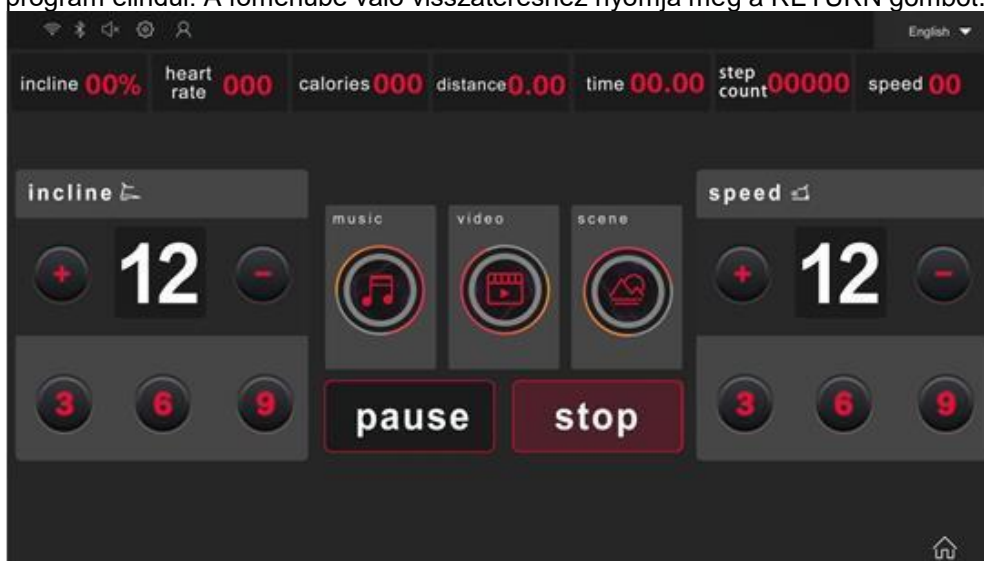 program elindul. A főmenübe való visszatéréshez nyomja meg a RETURN gombot.
English
incline 00%
heart rate 000
calories 000
distance 0.00
time 00.00
step count 00000
speed 00
incline
speed
music
video
scene
+ 12 -
+ 12 -
3 6 9
pause
stop
3 6 9